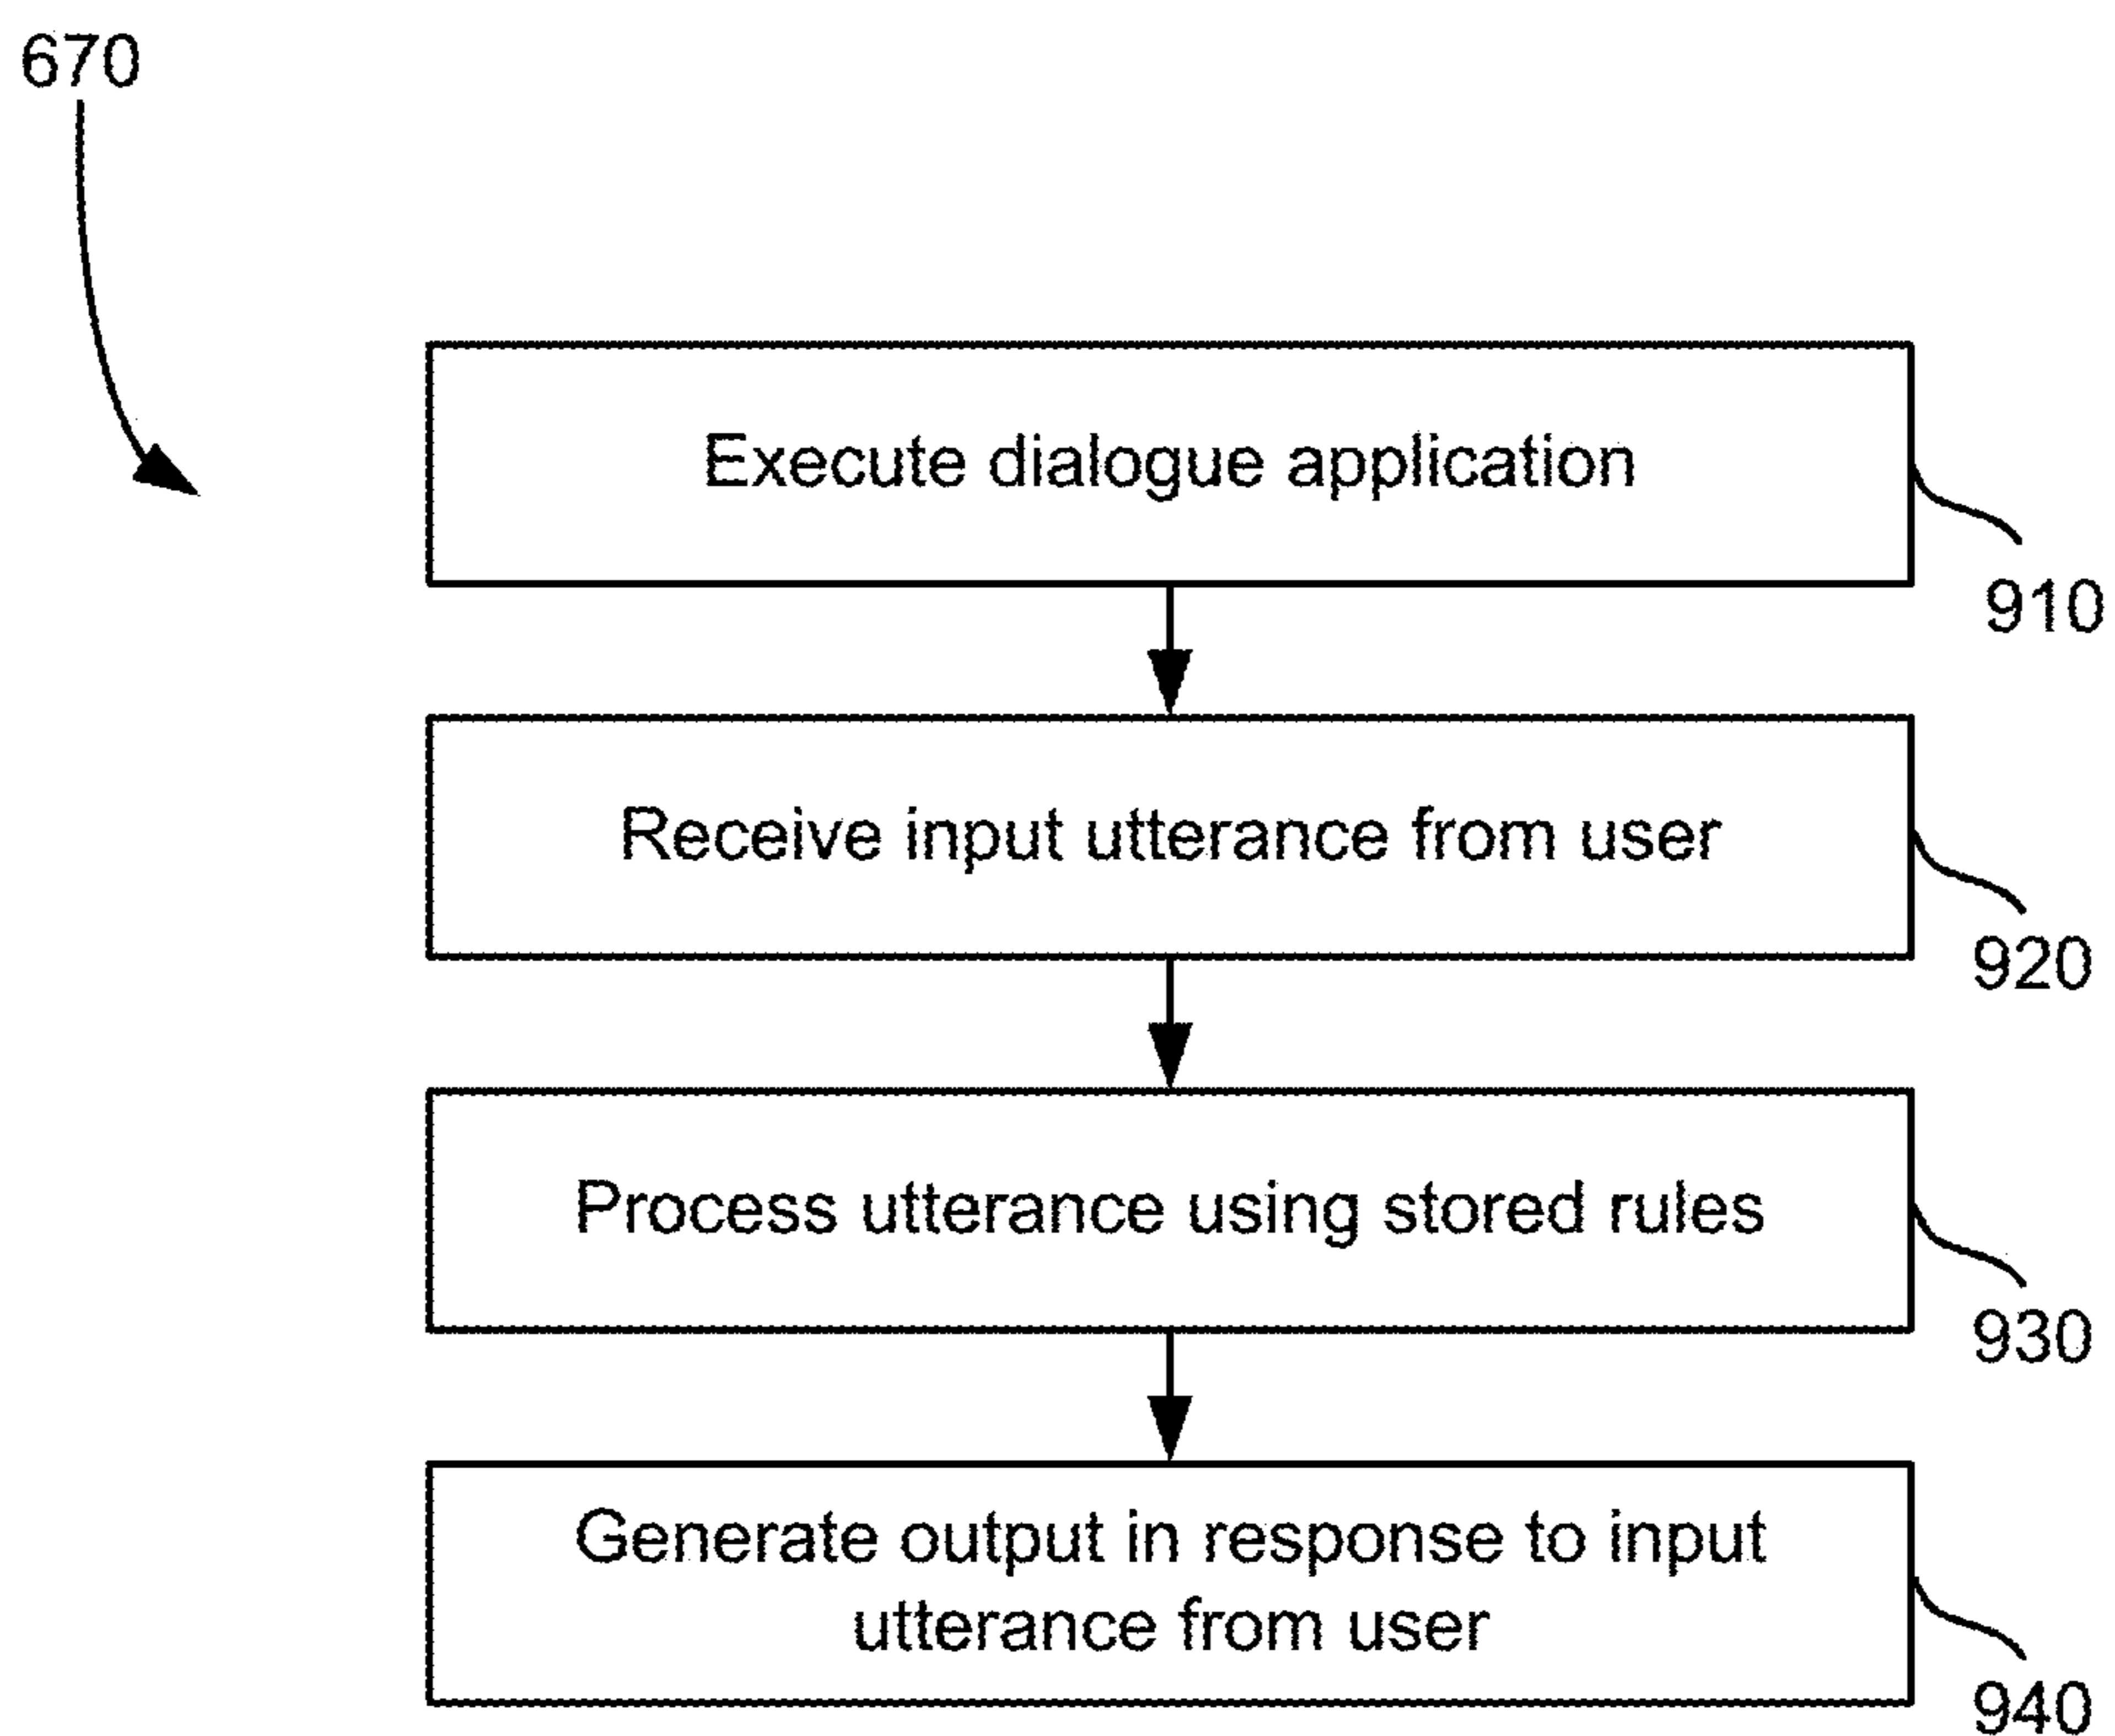 670
Execute dialogue application
910
Receive input utterance from user
920
Process utterance using stored rules
930
Generate output in response to input
utterance from user
940